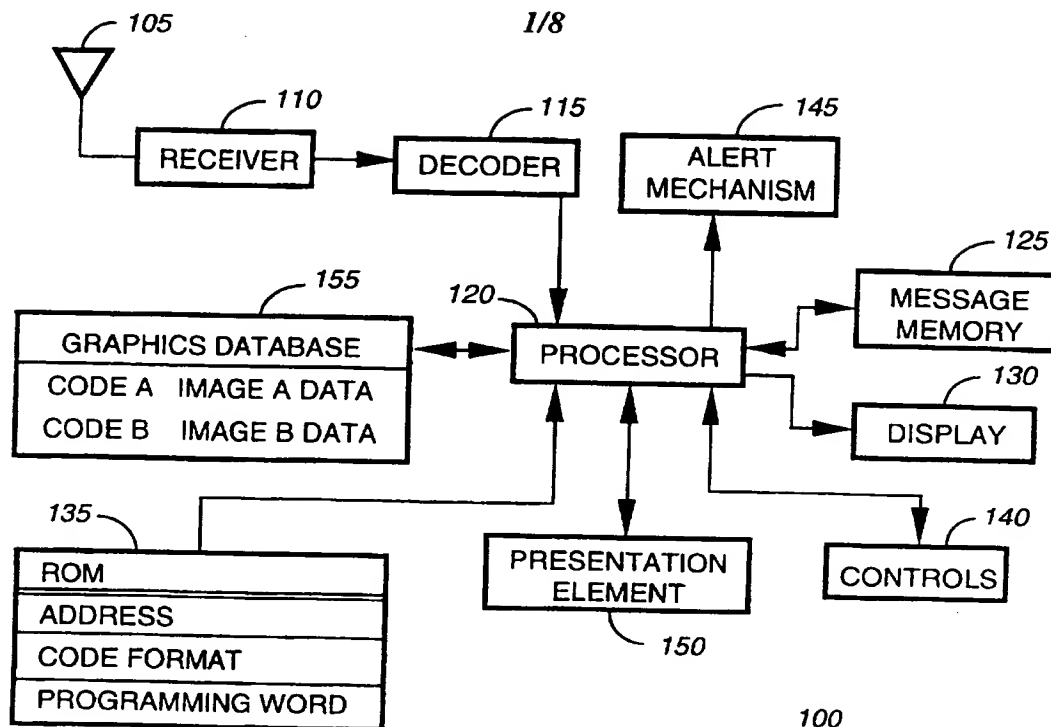 1/8
105
110
115
145
RECEIVER
DECODER
ALERT
MECHANISM
125
155
120
MESSAGE
MEMORY
GRAPHICS DATABASE
PROCESSOR
CODE A IMAGE A DATA
130
CODE B IMAGE B DATA
DISPLAY
135
140
ROM
PRESENTATION
ELEMENT
CONTROLS
ADDRESS
CODE FORMAT
150
PROGRAMMING WORD
100